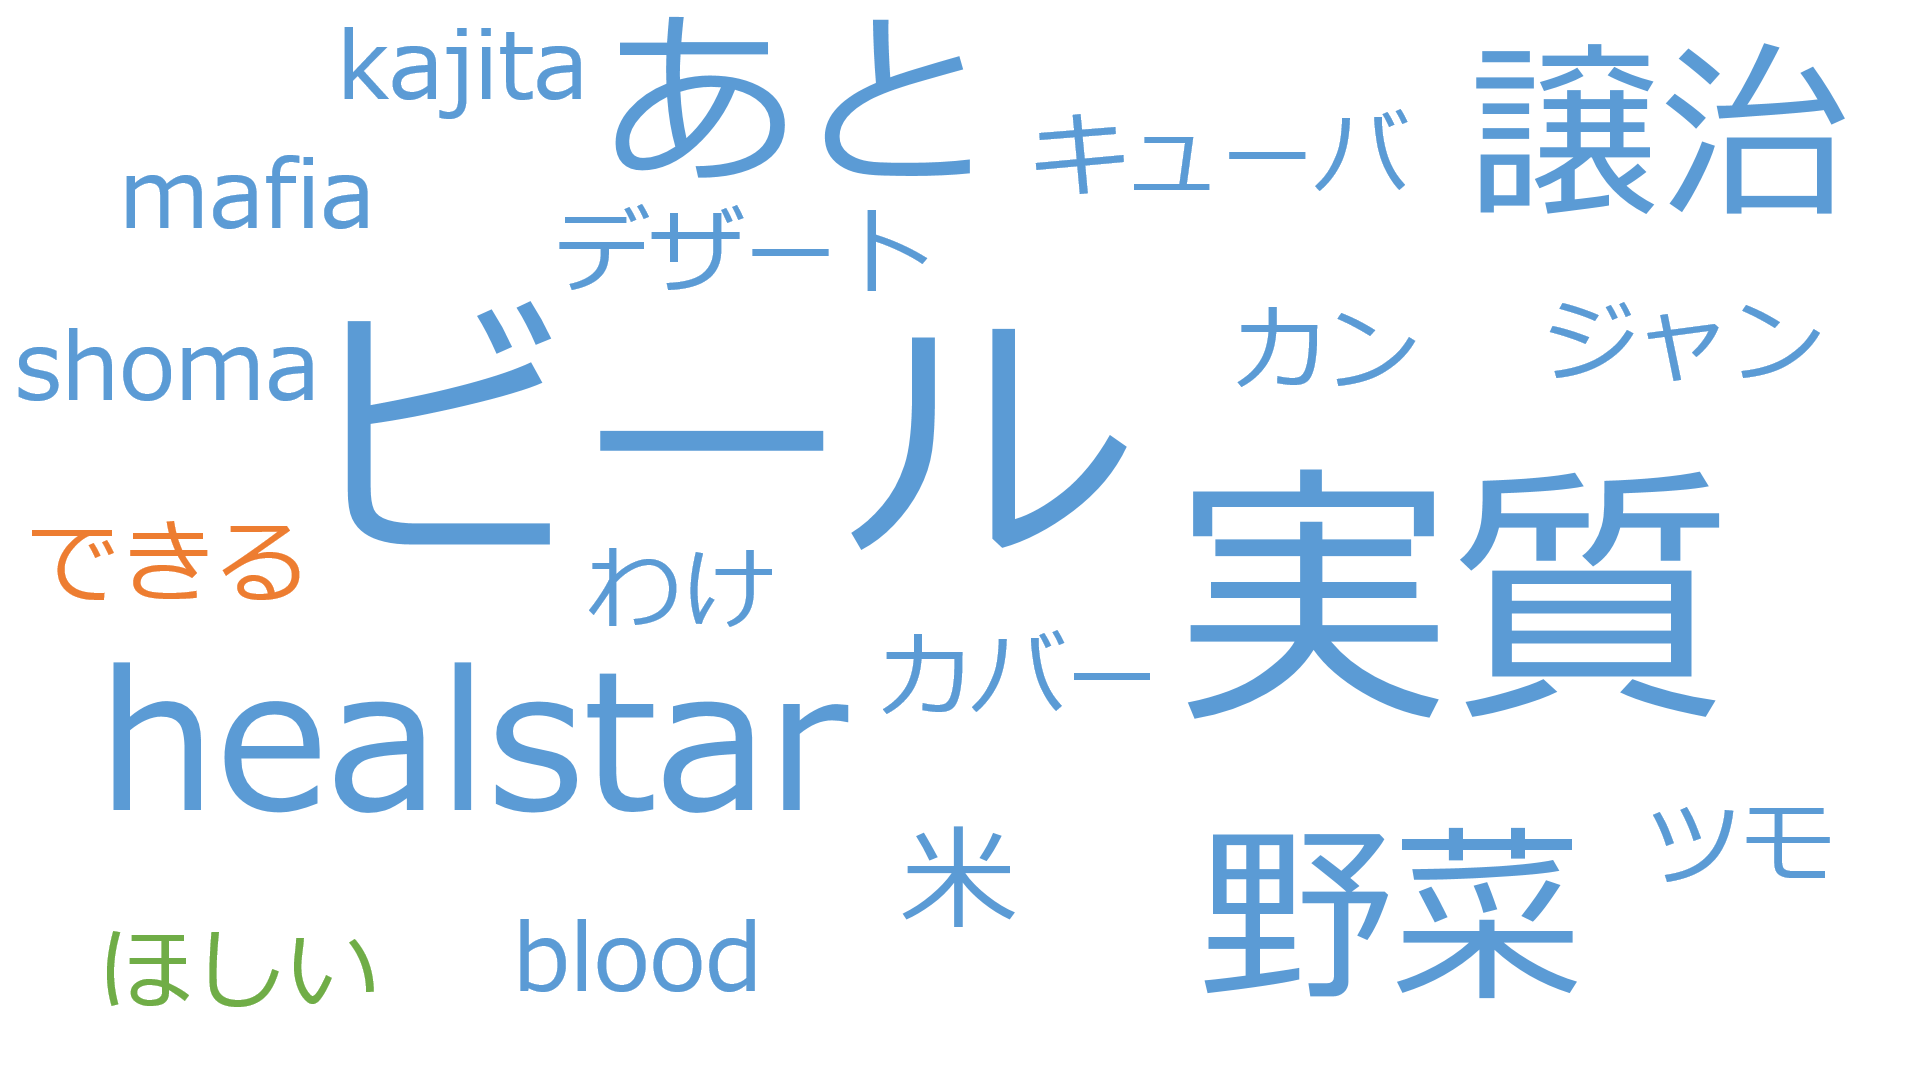 kajita
あと
キューバ
譲治
mafia
デザート
shoma
ビール
カン
ジャン
できる
わけ
実質
healstar
カバー
米
野菜
ツモ
ほしい
blood